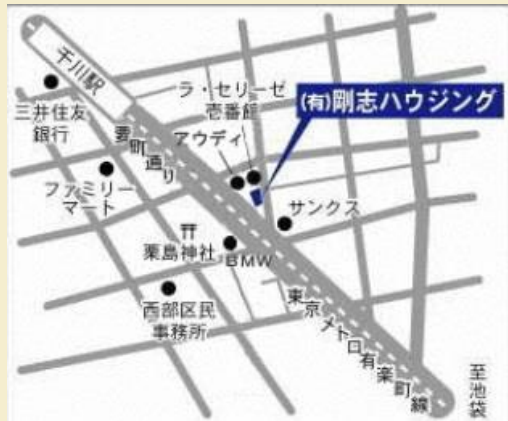 千川駅
三井住友
銀行
ラ・セリーゼ
壱番館
(有)剛志ハウジング
要町通り
アウディ
ファミリー
マート
サンクス
粟島神社
BMW
西部区民
事務所
東京メトロ有楽町線
至池袋